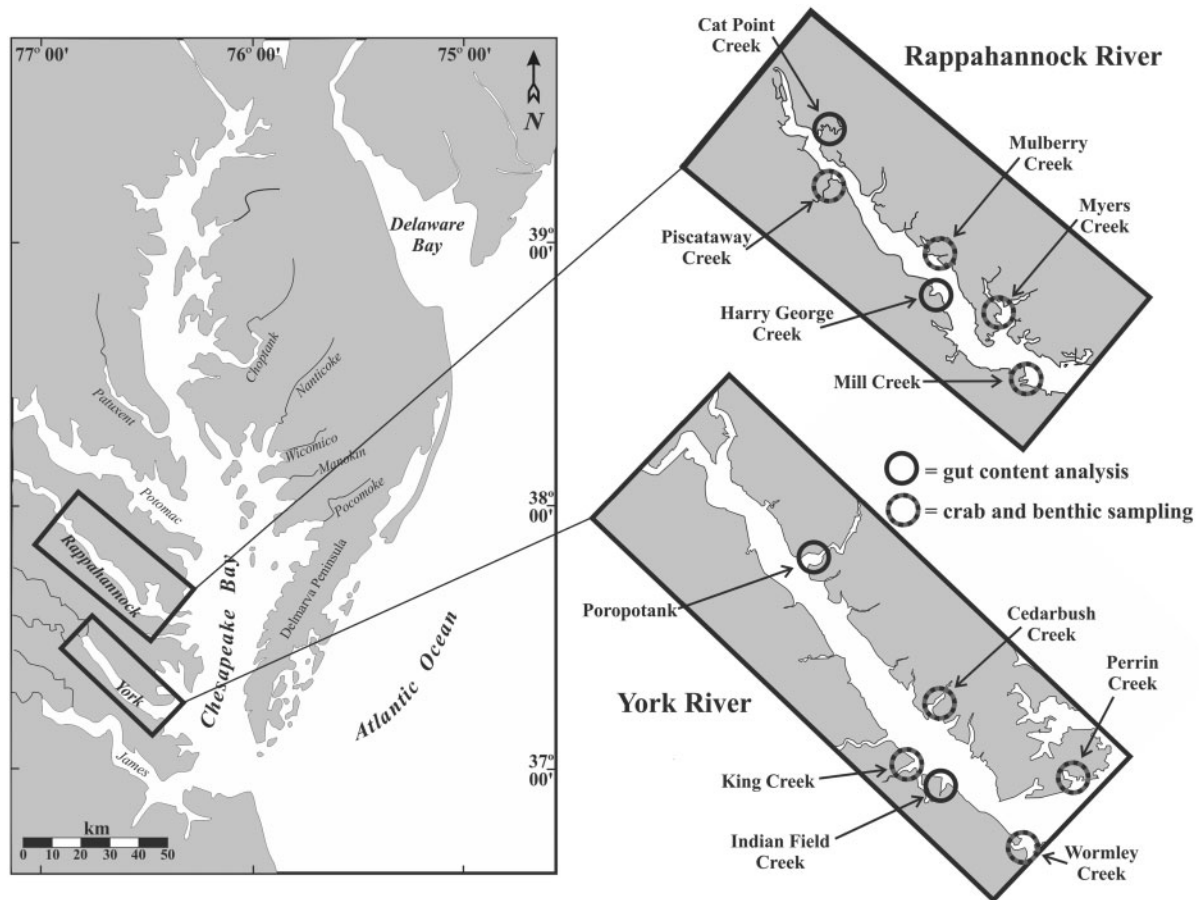 77° 00'
76° 00'
75° 00'
N
39°
00'
38°
00'
37°
00'
Delaware
Bay
Choptank
Nanticoke
Patuxent
Wicomico
Manokin
Pocomoke
Potomac
Rappahannock
York
James
Chesapeake Bay
Delmarva Peninsula
Atlantic Ocean
km
0 10 20 30 40 50
Rappahannock River
Cat Point
Creek
Mulberry
Creek
Myers
Creek
Piscataway
Creek
Harry George
Creek
Mill Creek
= gut content analysis
= crab and benthic sampling
York River
Poropotank
Cedarbush
Creek
Perrin
Creek
King Creek
Indian Field
Creek
Wormley
Creek